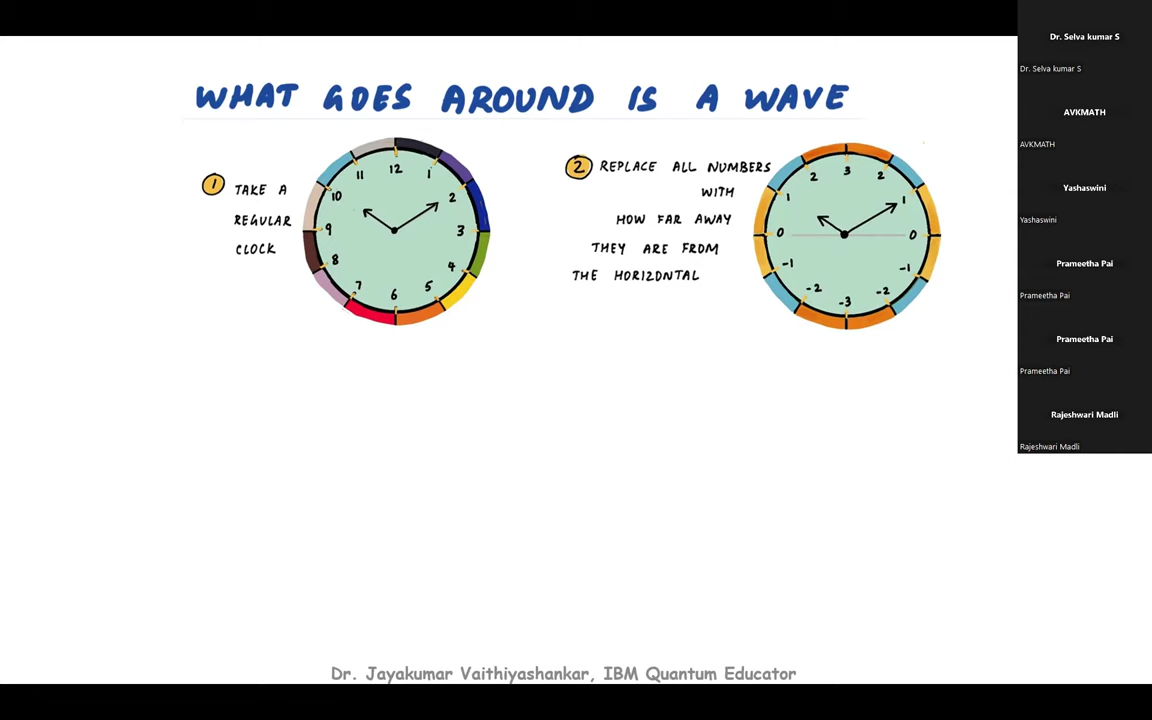 WHAT GOES AROUND IS A WAVE
1 TAKE A
REGULAR
CLOCK
12
11 1
10 2
9 3
8 4
7 5
6
2 REPLACE ALL NUMBERS
WITH
HOW FAR AWAY
THEY ARE FROM
THE HORIZONTAL
3
2 2
1 1
0 0
-1 -1
-2 -2
-3
Dr. Jayakumar Vaithiyashankar, IBM Quantum Educator
Dr. Selva kumar S
Dr. Selva kumar S
AVKMATH
AVKMATH
Yashaswini
Yashaswini
Prameetha Pai
Prameetha Pai
Prameetha Pai
Prameetha Pai
Rajeshwari Madli
Rajeshwari Madli